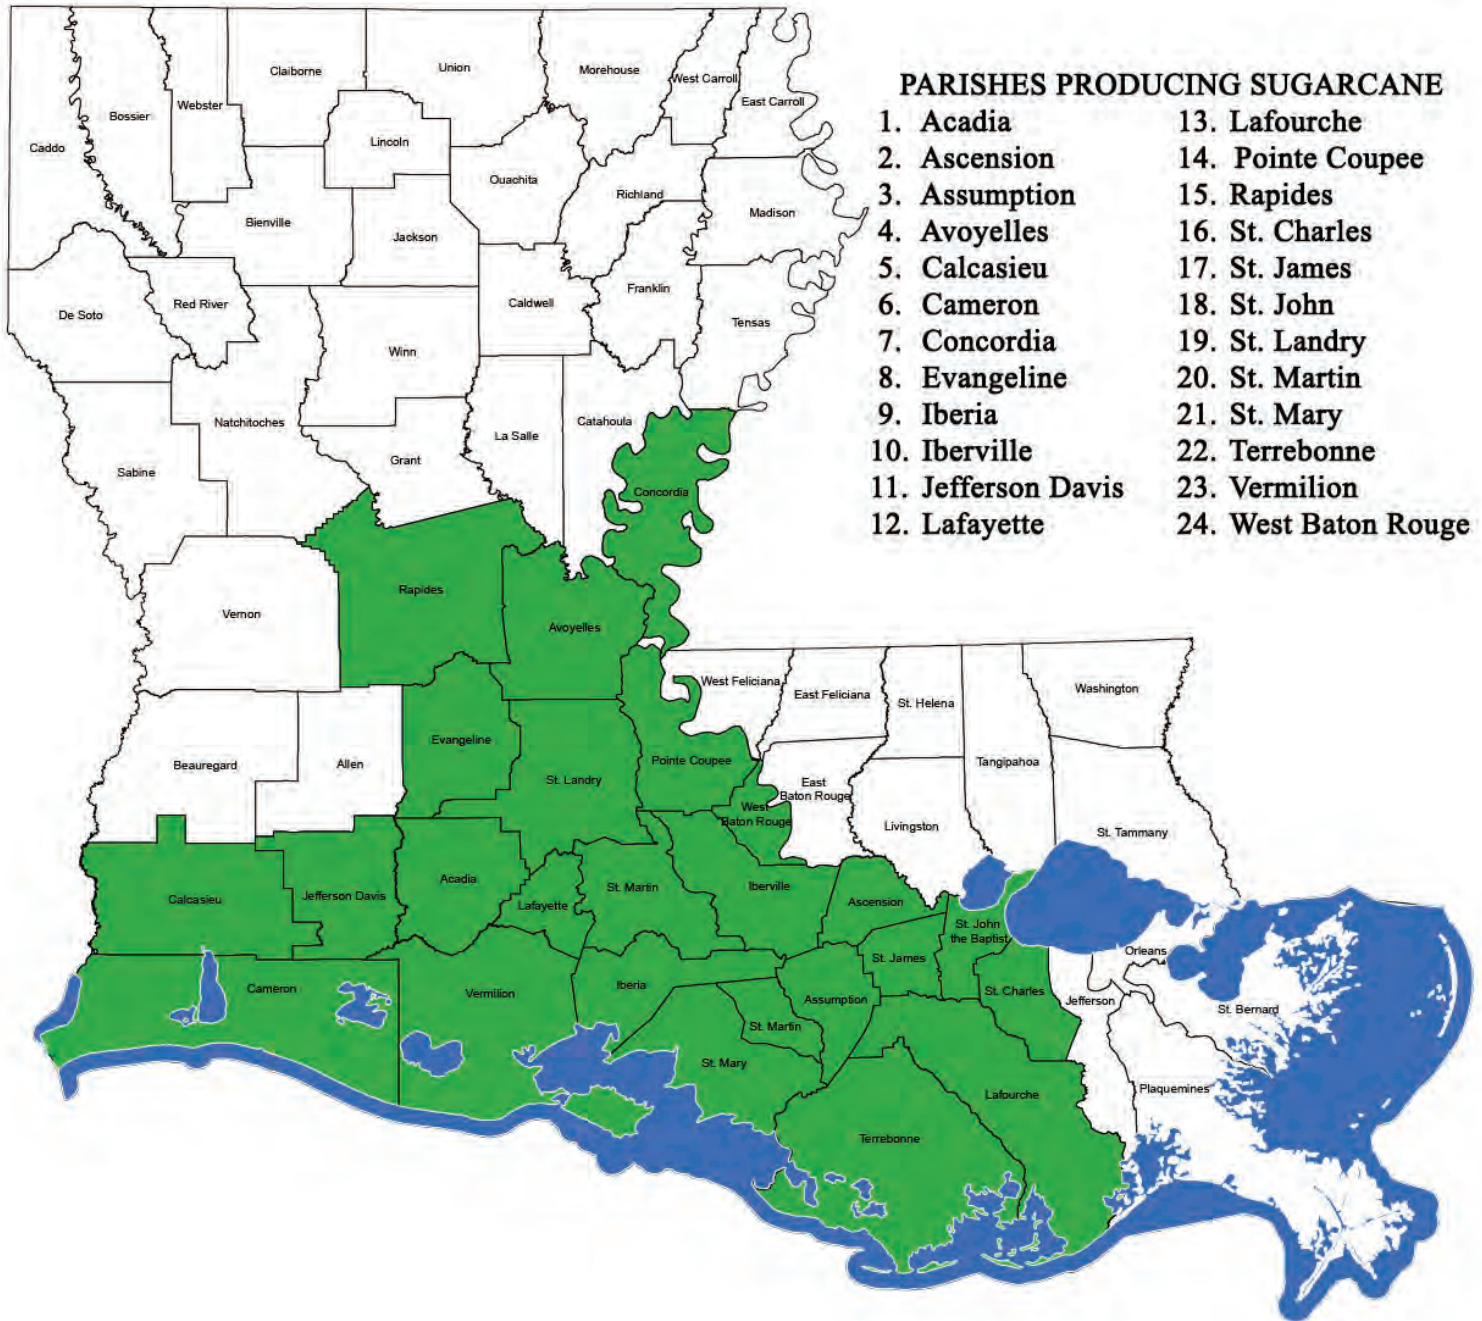 PARISHES PRODUCING SUGARCANE
1. Acadia
2. Ascension
3. Assumption
4. Avoyelles
5. Calcasieu
6. Cameron
7. Concordia
8. Evangeline
9. Iberia
10. Iberville
11. Jefferson Davis
12. Lafayette
13. Lafourche
14. Pointe Coupee
15. Rapides
16. St. Charles
17. St. James
18. St. John
19. St. Landry
20. St. Martin
21. St. Mary
22. Terrebonne
23. Vermilion
24. West Baton Rouge
Caddo
Bossier
Webster
Claiborne
Union
Morehouse
West Carroll
East Carroll
Lincoln
Ouachita
Richland
Madison
Bienville
Jackson
De Soto
Red River
Caldwell
Franklin
Tensas
Winn
Natchitoches
Sabine
Grant
La Salle
Catahoula
Concordia
Vernon
Rapides
Avoyelles
West Feliciana
East Feliciana
St. Helena
Washington
Beauregard
Allen
Evangeline
St. Landry
Pointe Coupee
Tangipahoa
East
Baton Rouge
West
Baton Rouge
Livingston
St. Tammany
Calcasieu
Jefferson Davis
Acadia
Lafayette
St. Martin
Iberville
Ascension
St. John
the Baptist
Orleans
Cameron
Vermilion
Iberia
St. James
Assumption
St. Charles
Jefferson
St. Bernard
St. Martin
St. Mary
Plaquemines
Lafourche
Terrebonne